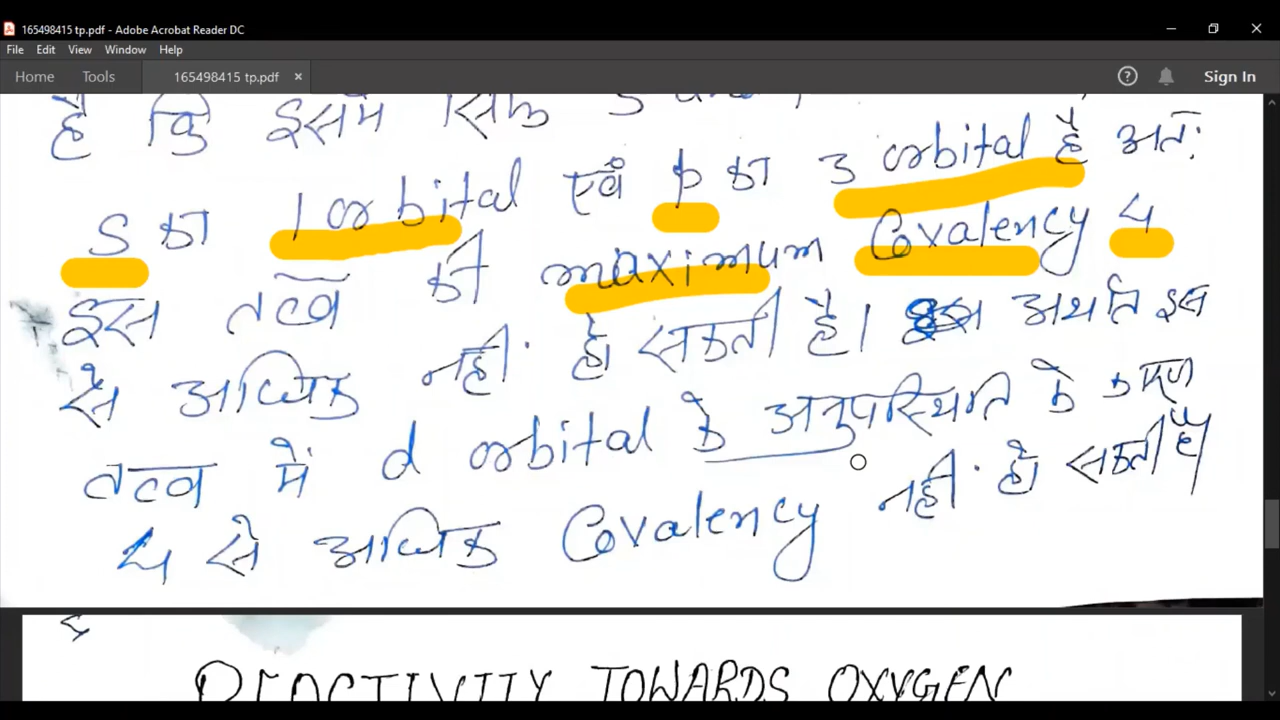 165498415 tp.pdf - Adobe Acrobat Reader DC
File Edit View Window Help
Home Tools 165498415 tp.pdf × Sign In
है कि इसमें सिर्फ S
S का 1 orbital एवं p का 3 orbital है अतः
इस तत्व की maximum Covalency 4
से अधिक नहीं हो सकती है। अर्थात इस
तत्व में d orbital के अनुपस्थिति के कारण
4 से अधिक Covalency नहीं हो सकती है
REACTIVITY TOWARDS OXYGEN